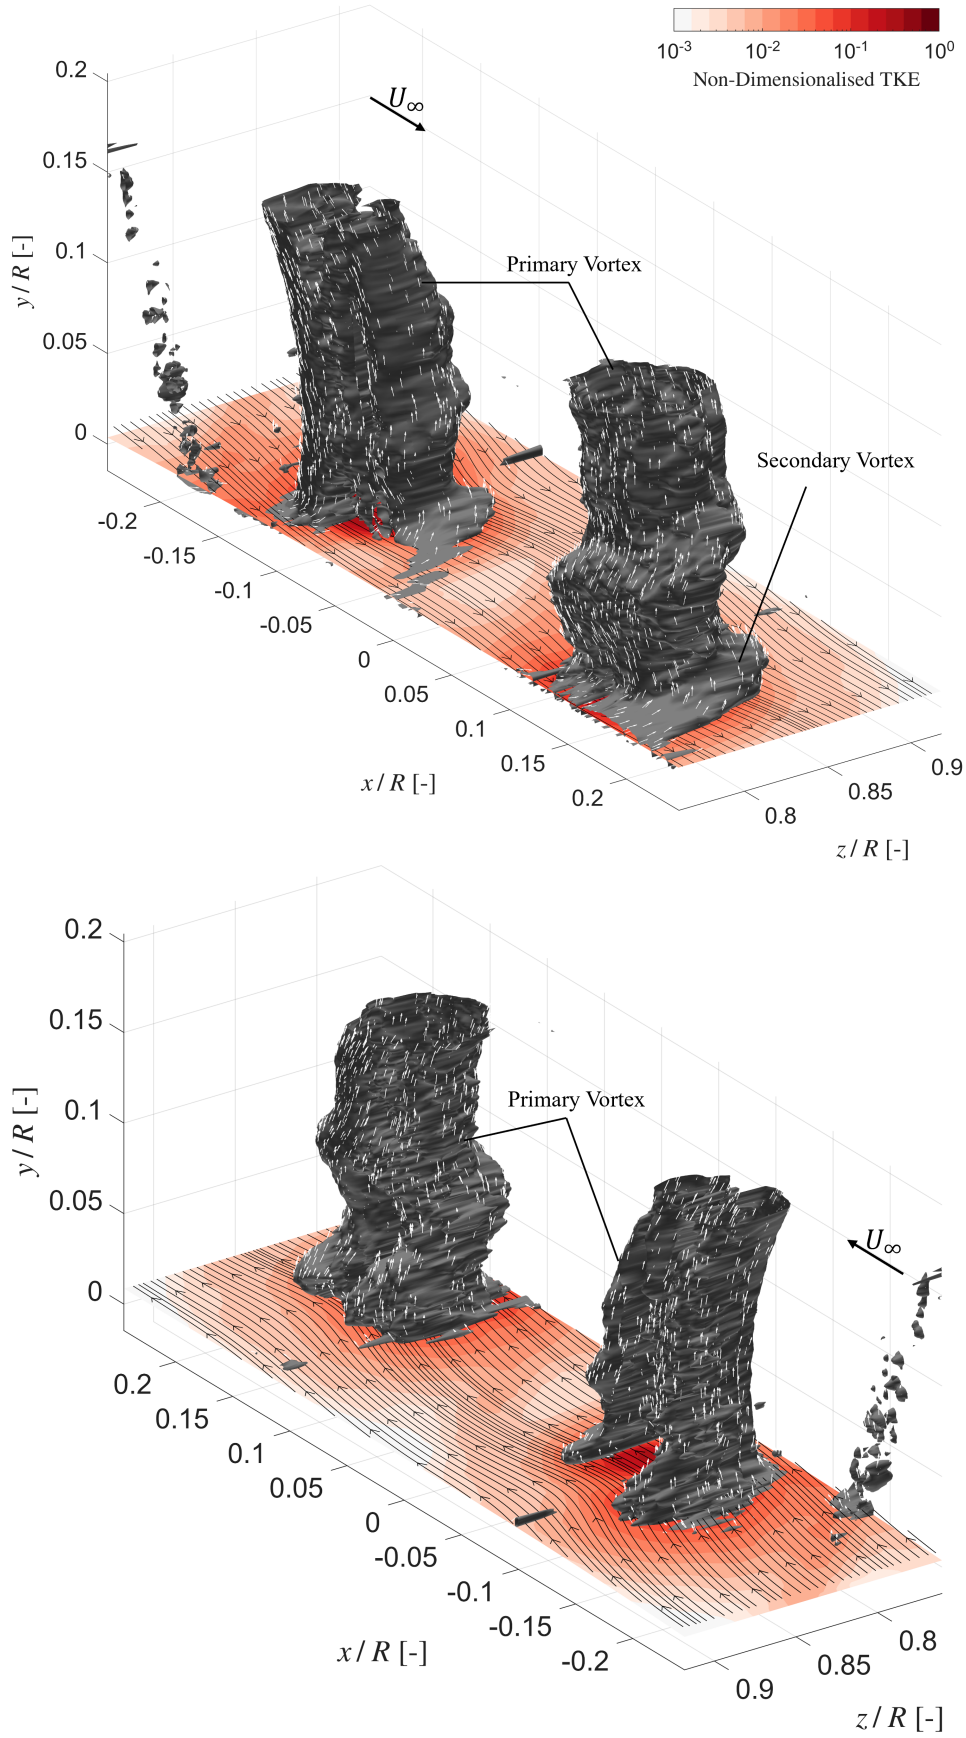 10⁻³ 10⁻² 10⁻¹ 10⁰
Non-Dimensionalised TKE
U∞
0.2
0.15
0.1
0.05
0
y / R [-]
Primary Vortex
Secondary Vortex
-0.2
-0.15
-0.1
-0.05
0
0.05
0.1
0.15
0.2
x / R [-]
0.8
0.85
0.9
z / R [-]
0.2
0.15
0.1
0.05
0
y / R [-]
Primary Vortex
U∞
0.2
0.15
0.1
0.05
0
-0.05
-0.1
-0.15
-0.2
x / R [-]
0.9
0.85
0.8
z / R [-]